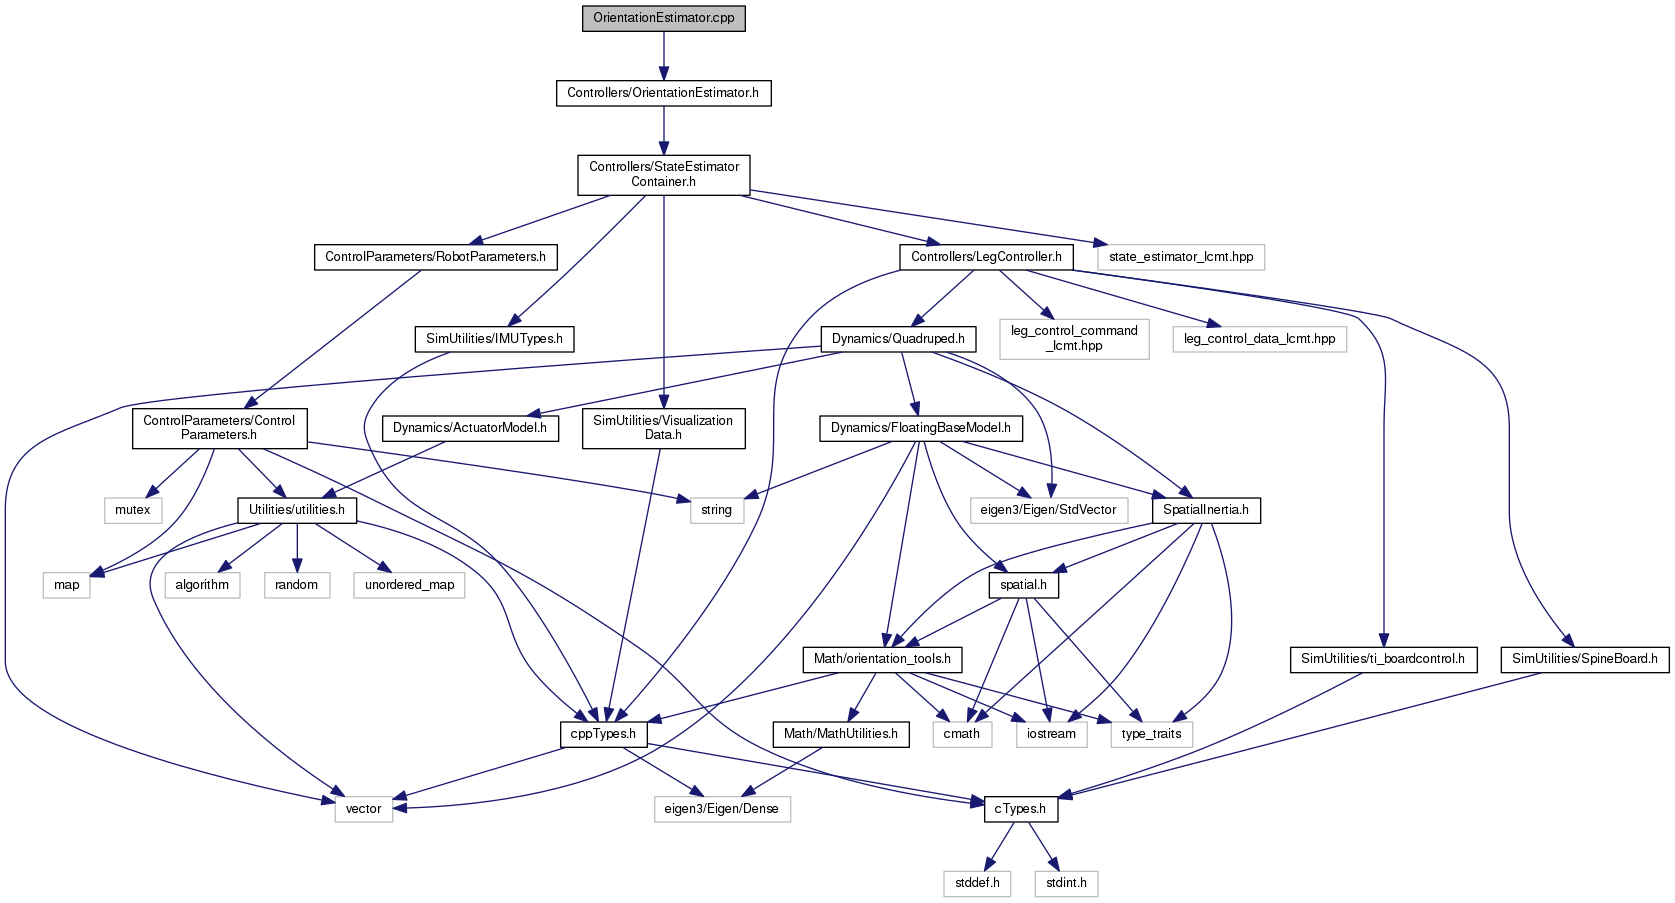 OrientationEstimator.cpp
Controllers/OrientationEstimator.h
Controllers/StateEstimator
Container.h
ControlParameters/RobotParameters.h
Controllers/LegController.h
state_estimator_lcmt.hpp
SimUtilities/IMUTypes.h
Dynamics/Quadruped.h
leg_control_command
_lcmt.hpp
leg_control_data_lcmt.hpp
ControlParameters/Control
Parameters.h
Dynamics/ActuatorModel.h
SimUtilities/Visualization
Data.h
Dynamics/FloatingBaseModel.h
mutex
Utilities/utilities.h
string
eigen3/Eigen/StdVector
SpatialInertia.h
map
algorithm
random
unordered_map
spatial.h
Math/orientation_tools.h
SimUtilities/ti_boardcontrol.h
SimUtilities/SpineBoard.h
cppTypes.h
Math/MathUtilities.h
cmath
iostream
type_traits
vector
eigen3/Eigen/Dense
cTypes.h
stddef.h
stdint.h